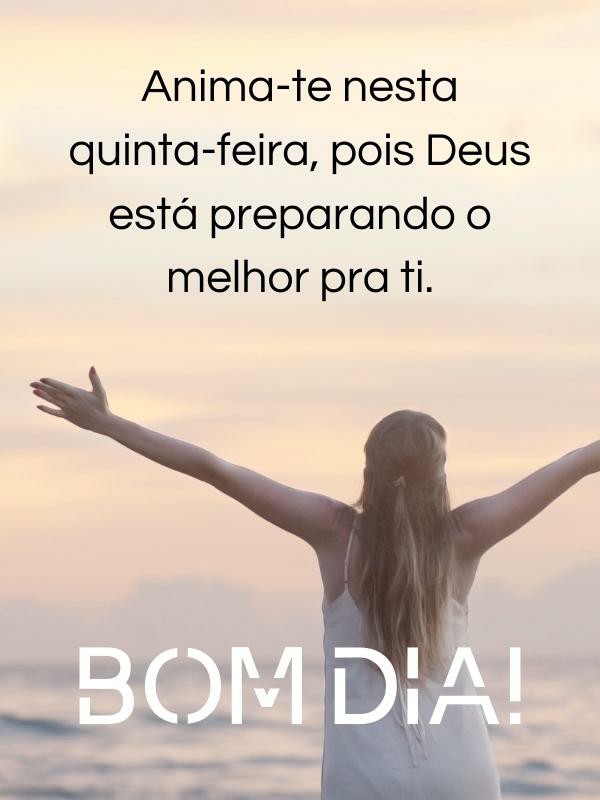 Anima-te nesta
quinta-feira, pois Deus
está preparando o
melhor pra ti.
BOM DIA!